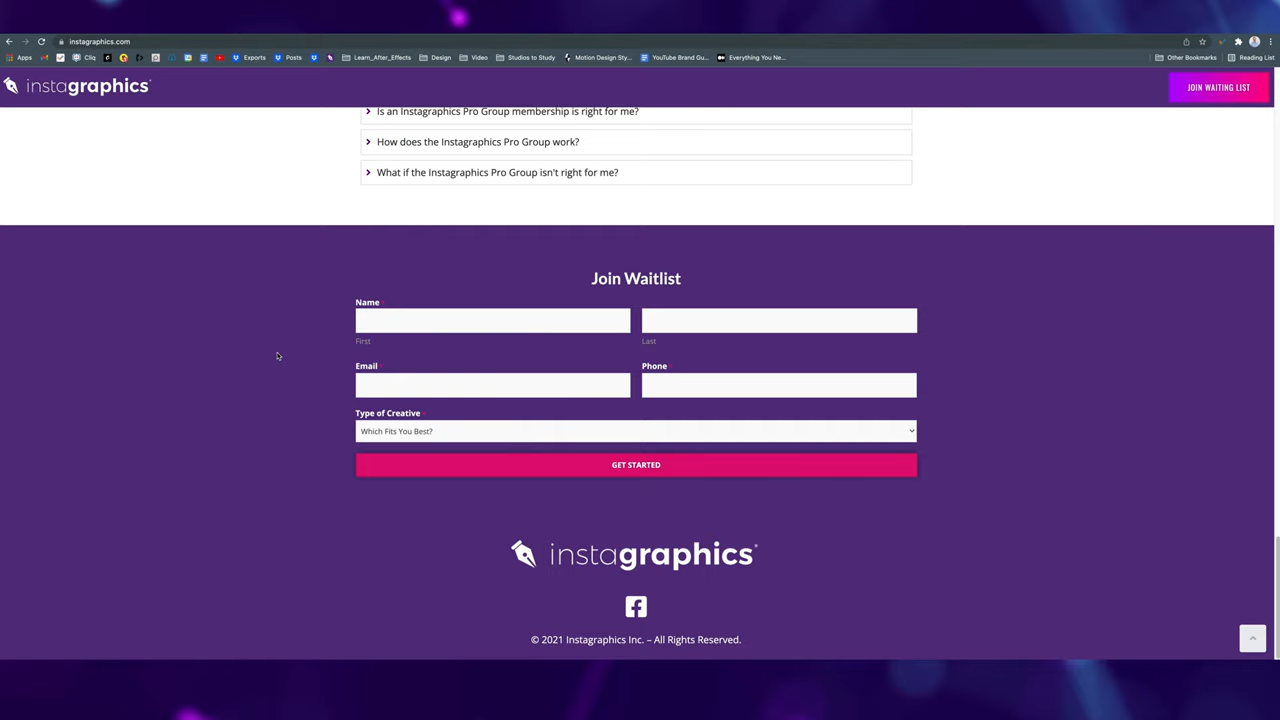 instagraphics.com
Apps Cliq Exports Posts Learn_After_Effects Design Video Studios to Study Motion Design Sty... YouTube Brand Gu... Everything You Ne... Other Bookmarks Reading List
instagraphics
JOIN WAITING LIST
Is an Instagraphics Pro Group membership is right for me?
How does the Instagraphics Pro Group work?
What if the Instagraphics Pro Group isn't right for me?
Join Waitlist
Name *
First Last
Email * Phone
Type of Creative *
Which Fits You Best?
GET STARTED
instagraphics
© 2021 Instagraphics Inc. – All Rights Reserved.